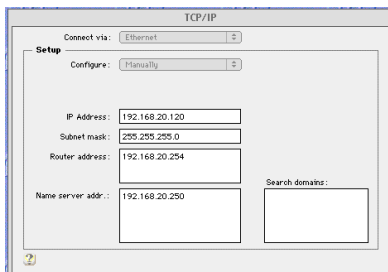 TCP/IP
Connect via: Ethernet
Setup
Configure: Manually
IP Address: 192.168.20.120
Subnet mask: 255.255.255.0
Router address: 192.168.20.254
Search domains:
Name server addr.: 192.168.20.250
?